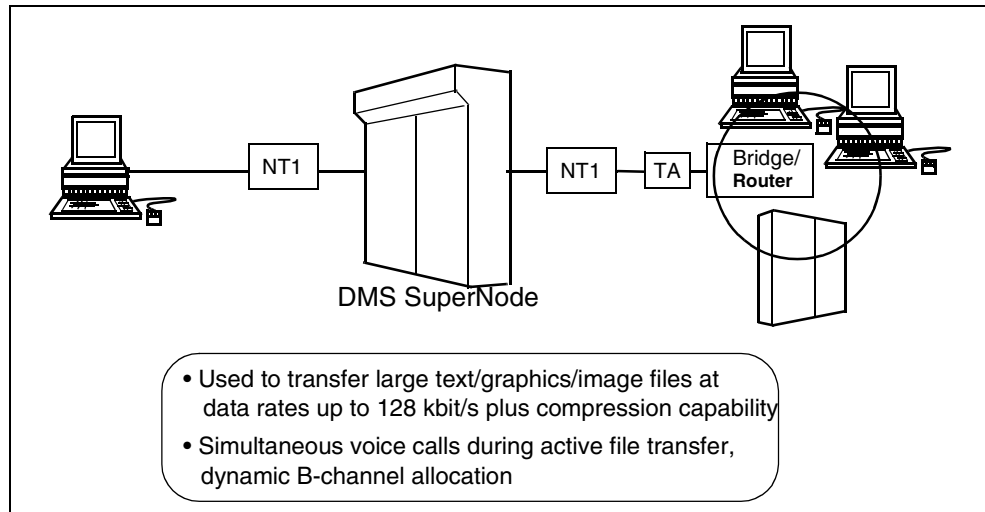 NT1
NT1
TA
Bridge/
Router
DMS SuperNode
• Used to transfer large text/graphics/image files at
data rates up to 128 kbit/s plus compression capability
• Simultaneous voice calls during active file transfer,
dynamic B-channel allocation